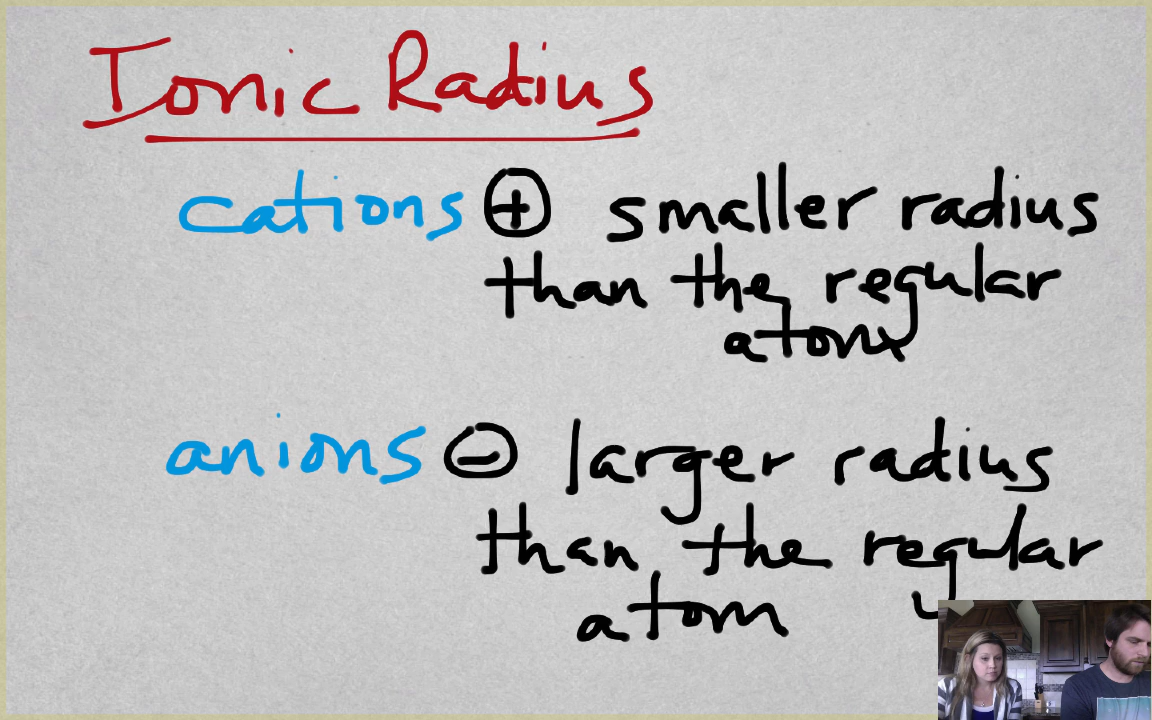 Ionic Radius
cations ⊕ smaller radius
than the regular
atom
anions ⊖ larger radius
than the regular
atom